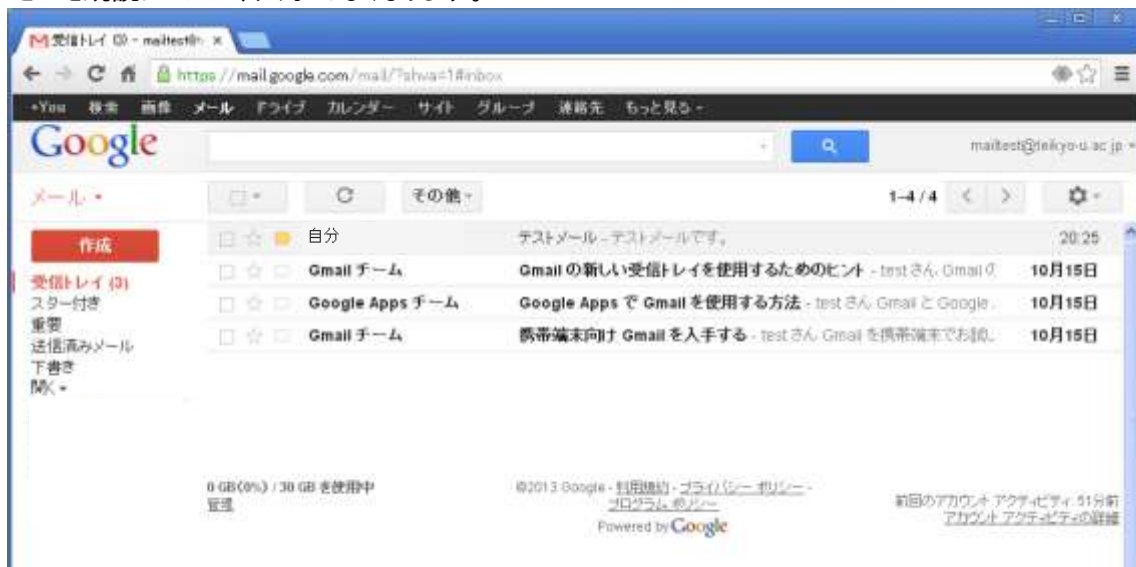 受信トレイ (3) - mailtest@
https://mail.google.com/mail/?shva=1#inbox
+You 検索 画像 メール ドライブ カレンダー サイト グループ 連絡先 もっと見る
Google
mailtest@teikyo-u.ac.jp
メール
その他
1-4 / 4
作成
自分 テストメール - テストメールです。 20:25
受信トレイ (3)
Gmail チーム Gmail の新しい受信トレイを使用するためのヒント - test さん Gmail の 10月15日
スター付き
Google Apps チーム Google Apps で Gmail を使用する方法 - test さん Gmail と Google 10月15日
重要
Gmail チーム 携帯端末向け Gmail を入手する - test さん Gmail を携帯端末でお試し 10月15日
送信済みメール
下書き
開く
0 GB (0%) / 30 GB を使用中
管理
©2013 Google - 利用規約 - プライバシー ポリシー -
プログラム ポリシー
Powered by Google
前回のアカウント アクティビティ: 51分前
アカウント アクティビティの詳細